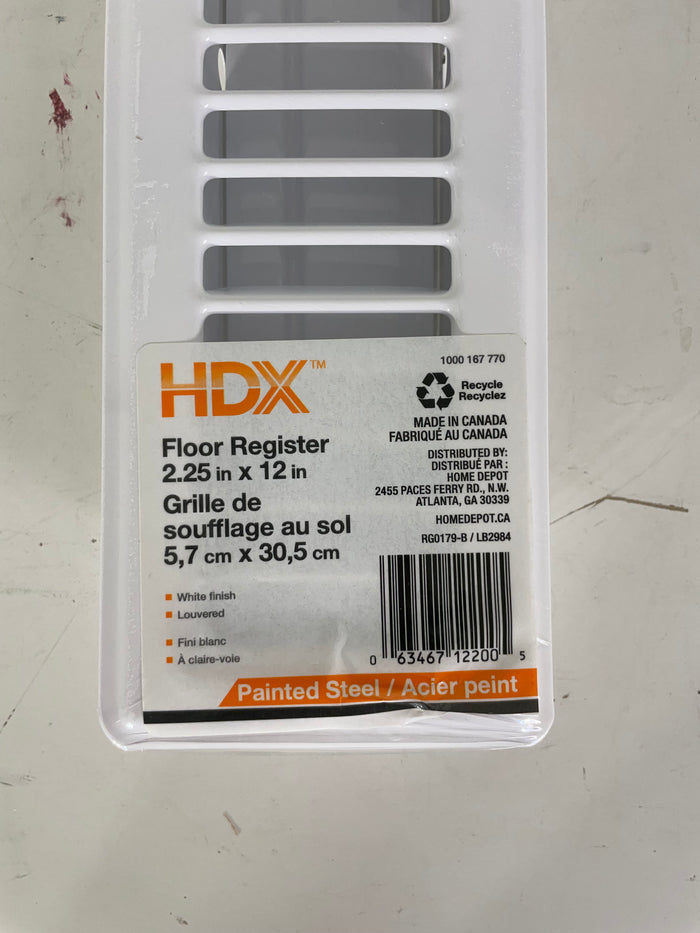 HDX™
Floor Register
2.25 in x 12 in
Grille de
soufflage au sol
5,7 cm x 30,5 cm
White finish
Louvered
Fini blanc
À claire-voie
1000 167 770
Recycle
Recyclez
MADE IN CANADA
FABRIQUÉ AU CANADA
DISTRIBUTED BY:
DISTRIBUÉ PAR :
HOME DEPOT
2455 PACES FERRY RD., N.W.
ATLANTA, GA 30339
HOMEDEPOT.CA
RG0179-B / LB2984
0 63467 12200 5
Painted Steel / Acier peint